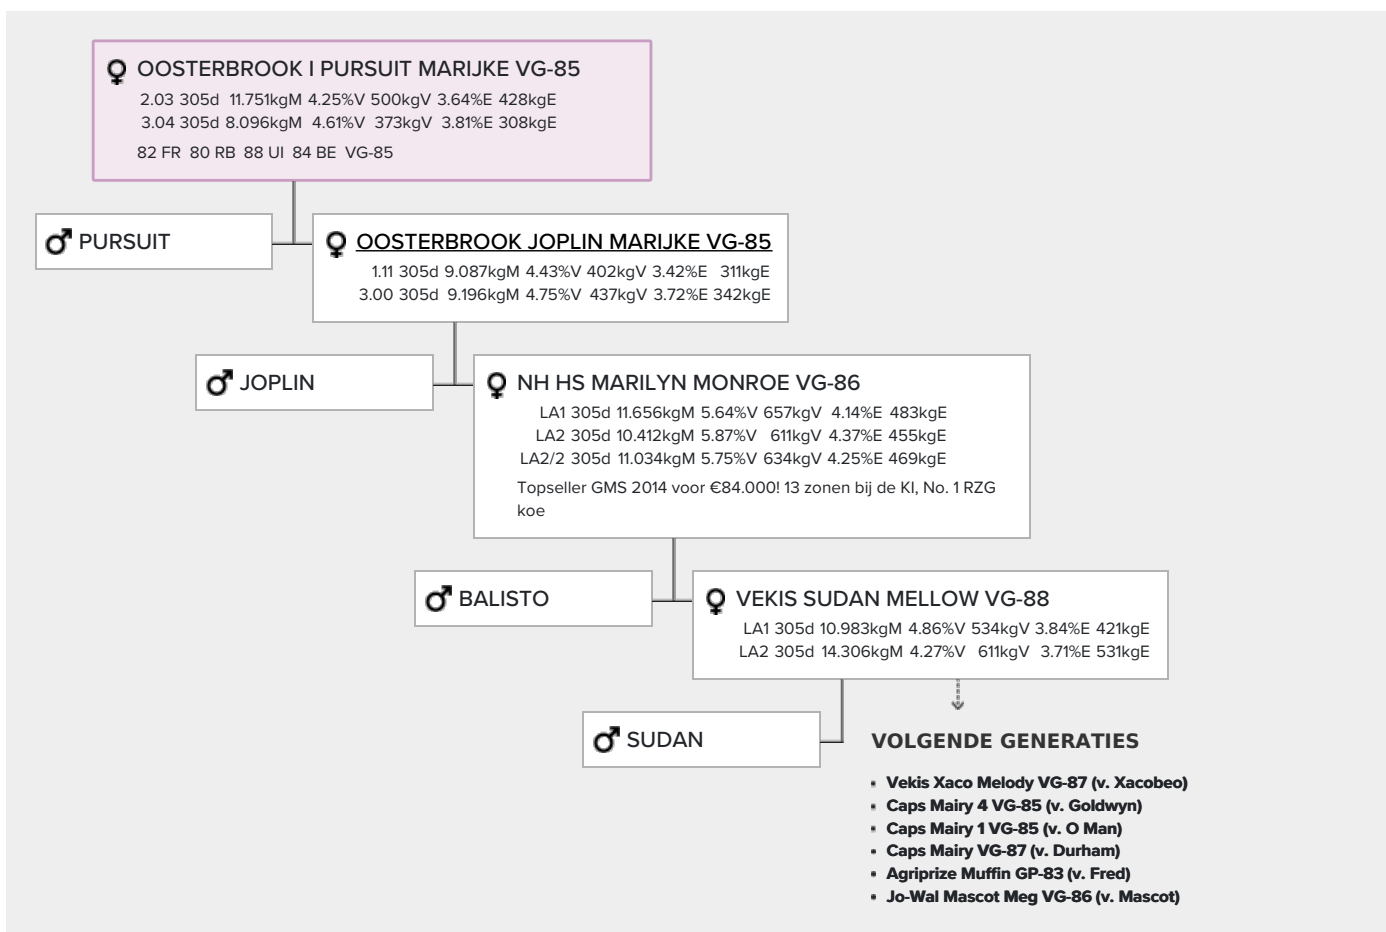 OOSTERBROOK I PURSUIT MARIJKE VG-85
2.03 305d 11.751kgM 4.25%V 500kgV 3.64%E 428kgE
3.04 305d 8.096kgM 4.61%V 373kgV 3.81%E 308kgE
82 FR 80 RB 88 UI 84 BE VG-85
PURSUIT
OOSTERBROOK JOPLIN MARIJKE VG-85
1.11 305d 9.087kgM 4.43%V 402kgV 3.42%E 311kgE
3.00 305d 9.196kgM 4.75%V 437kgV 3.72%E 342kgE
JOPLIN
NH HS MARILYN MONROE VG-86
LA1 305d 11.656kgM 5.64%V 657kgV 4.14%E 483kgE
LA2 305d 10.412kgM 5.87%V 611kgV 4.37%E 455kgE
LA2/2 305d 11.034kgM 5.75%V 634kgV 4.25%E 469kgE
Topseller GMS 2014 voor €84.000! 13 zonen bij de KI, No. 1 RZG
koe
BALISTO
VEKIS SUDAN MELLOW VG-88
LA1 305d 10.983kgM 4.86%V 534kgV 3.84%E 421kgE
LA2 305d 14.306kgM 4.27%V 611kgV 3.71%E 531kgE
SUDAN
VOLGENDE GENERATIES
Vekis Xaco Melody VG-87 (v. Xacobeo)
Caps Mairy 4 VG-85 (v. Goldwyn)
Caps Mairy 1 VG-85 (v. O Man)
Caps Mairy VG-87 (v. Durham)
Agriprize Muffin GP-83 (v. Fred)
Jo-Wal Mascot Meg VG-86 (v. Mascot)